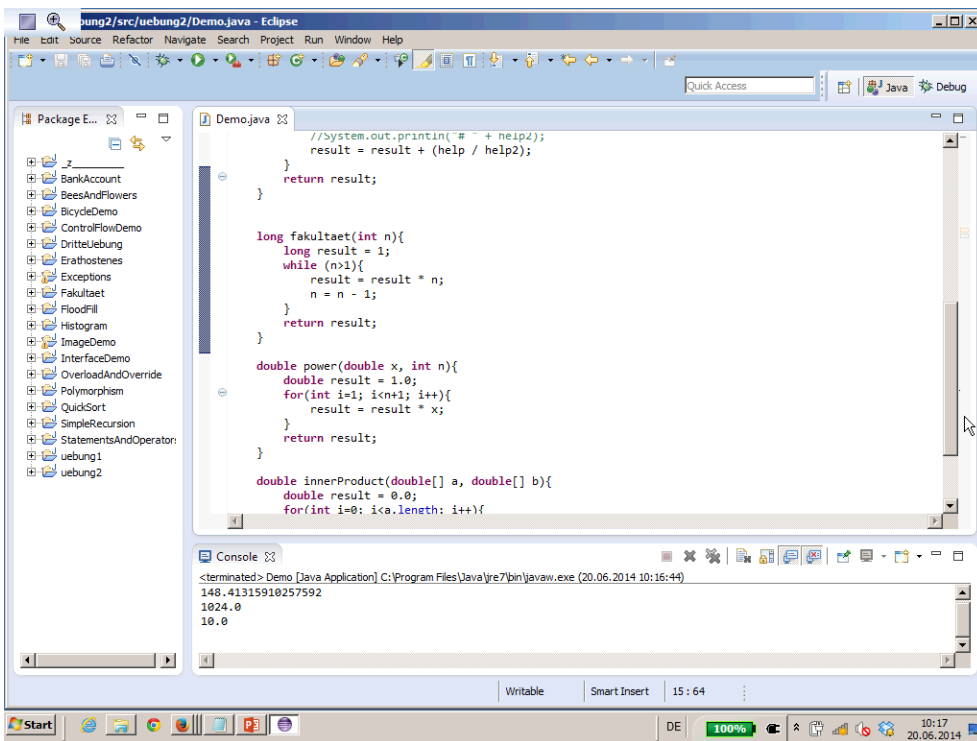 bung2/src/uebung2/Demo.java - Eclipse
File Edit Source Refactor Navigate Search Project Run Window Help
Quick Access
Java
Debug
Package E...
_z_________
BankAccount
BeesAndFlowers
BicycleDemo
ControlFlowDemo
DritteUebung
Erathostenes
Exceptions
Fakultaet
FloodFill
Histogram
ImageDemo
InterfaceDemo
OverloadAndOverride
Polymorphism
QuickSort
SimpleRecursion
StatementsAndOperator
uebung1
uebung2
Demo.java
//System.out.println("# " + help2);
result = result + (help / help2);
}
return result;
}
long fakultaet(int n){
long result = 1;
while (n>1){
result = result * n;
n = n - 1;
}
return result;
}
double power(double x, int n){
double result = 1.0;
for(int i=1; i<n+1; i++){
result = result * x;
}
return result;
}
double innerProduct(double[] a, double[] b){
double result = 0.0;
for(int i=0; i<a.length; i++){
Console
<terminated> Demo [Java Application] C:\Program Files\Java\jre7\bin\javaw.exe (20.06.2014 10:16:44)
148.41315910257592
1024.0
10.0
Writable
Smart Insert
15 : 64
Start
DE
100%
10:17
20.06.2014